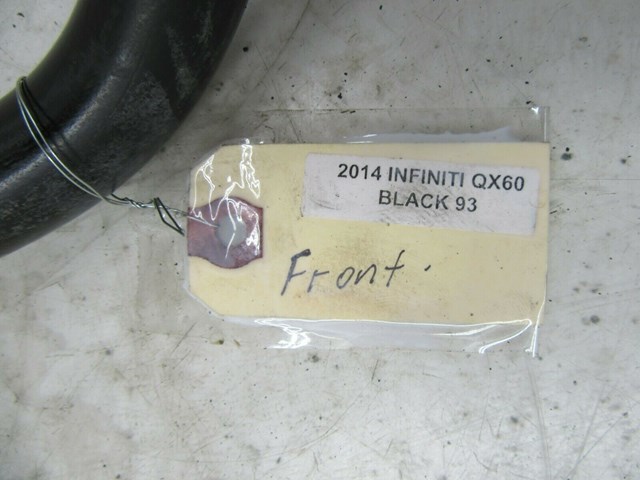 2014 INFINITI QX60
BLACK 93
Front.